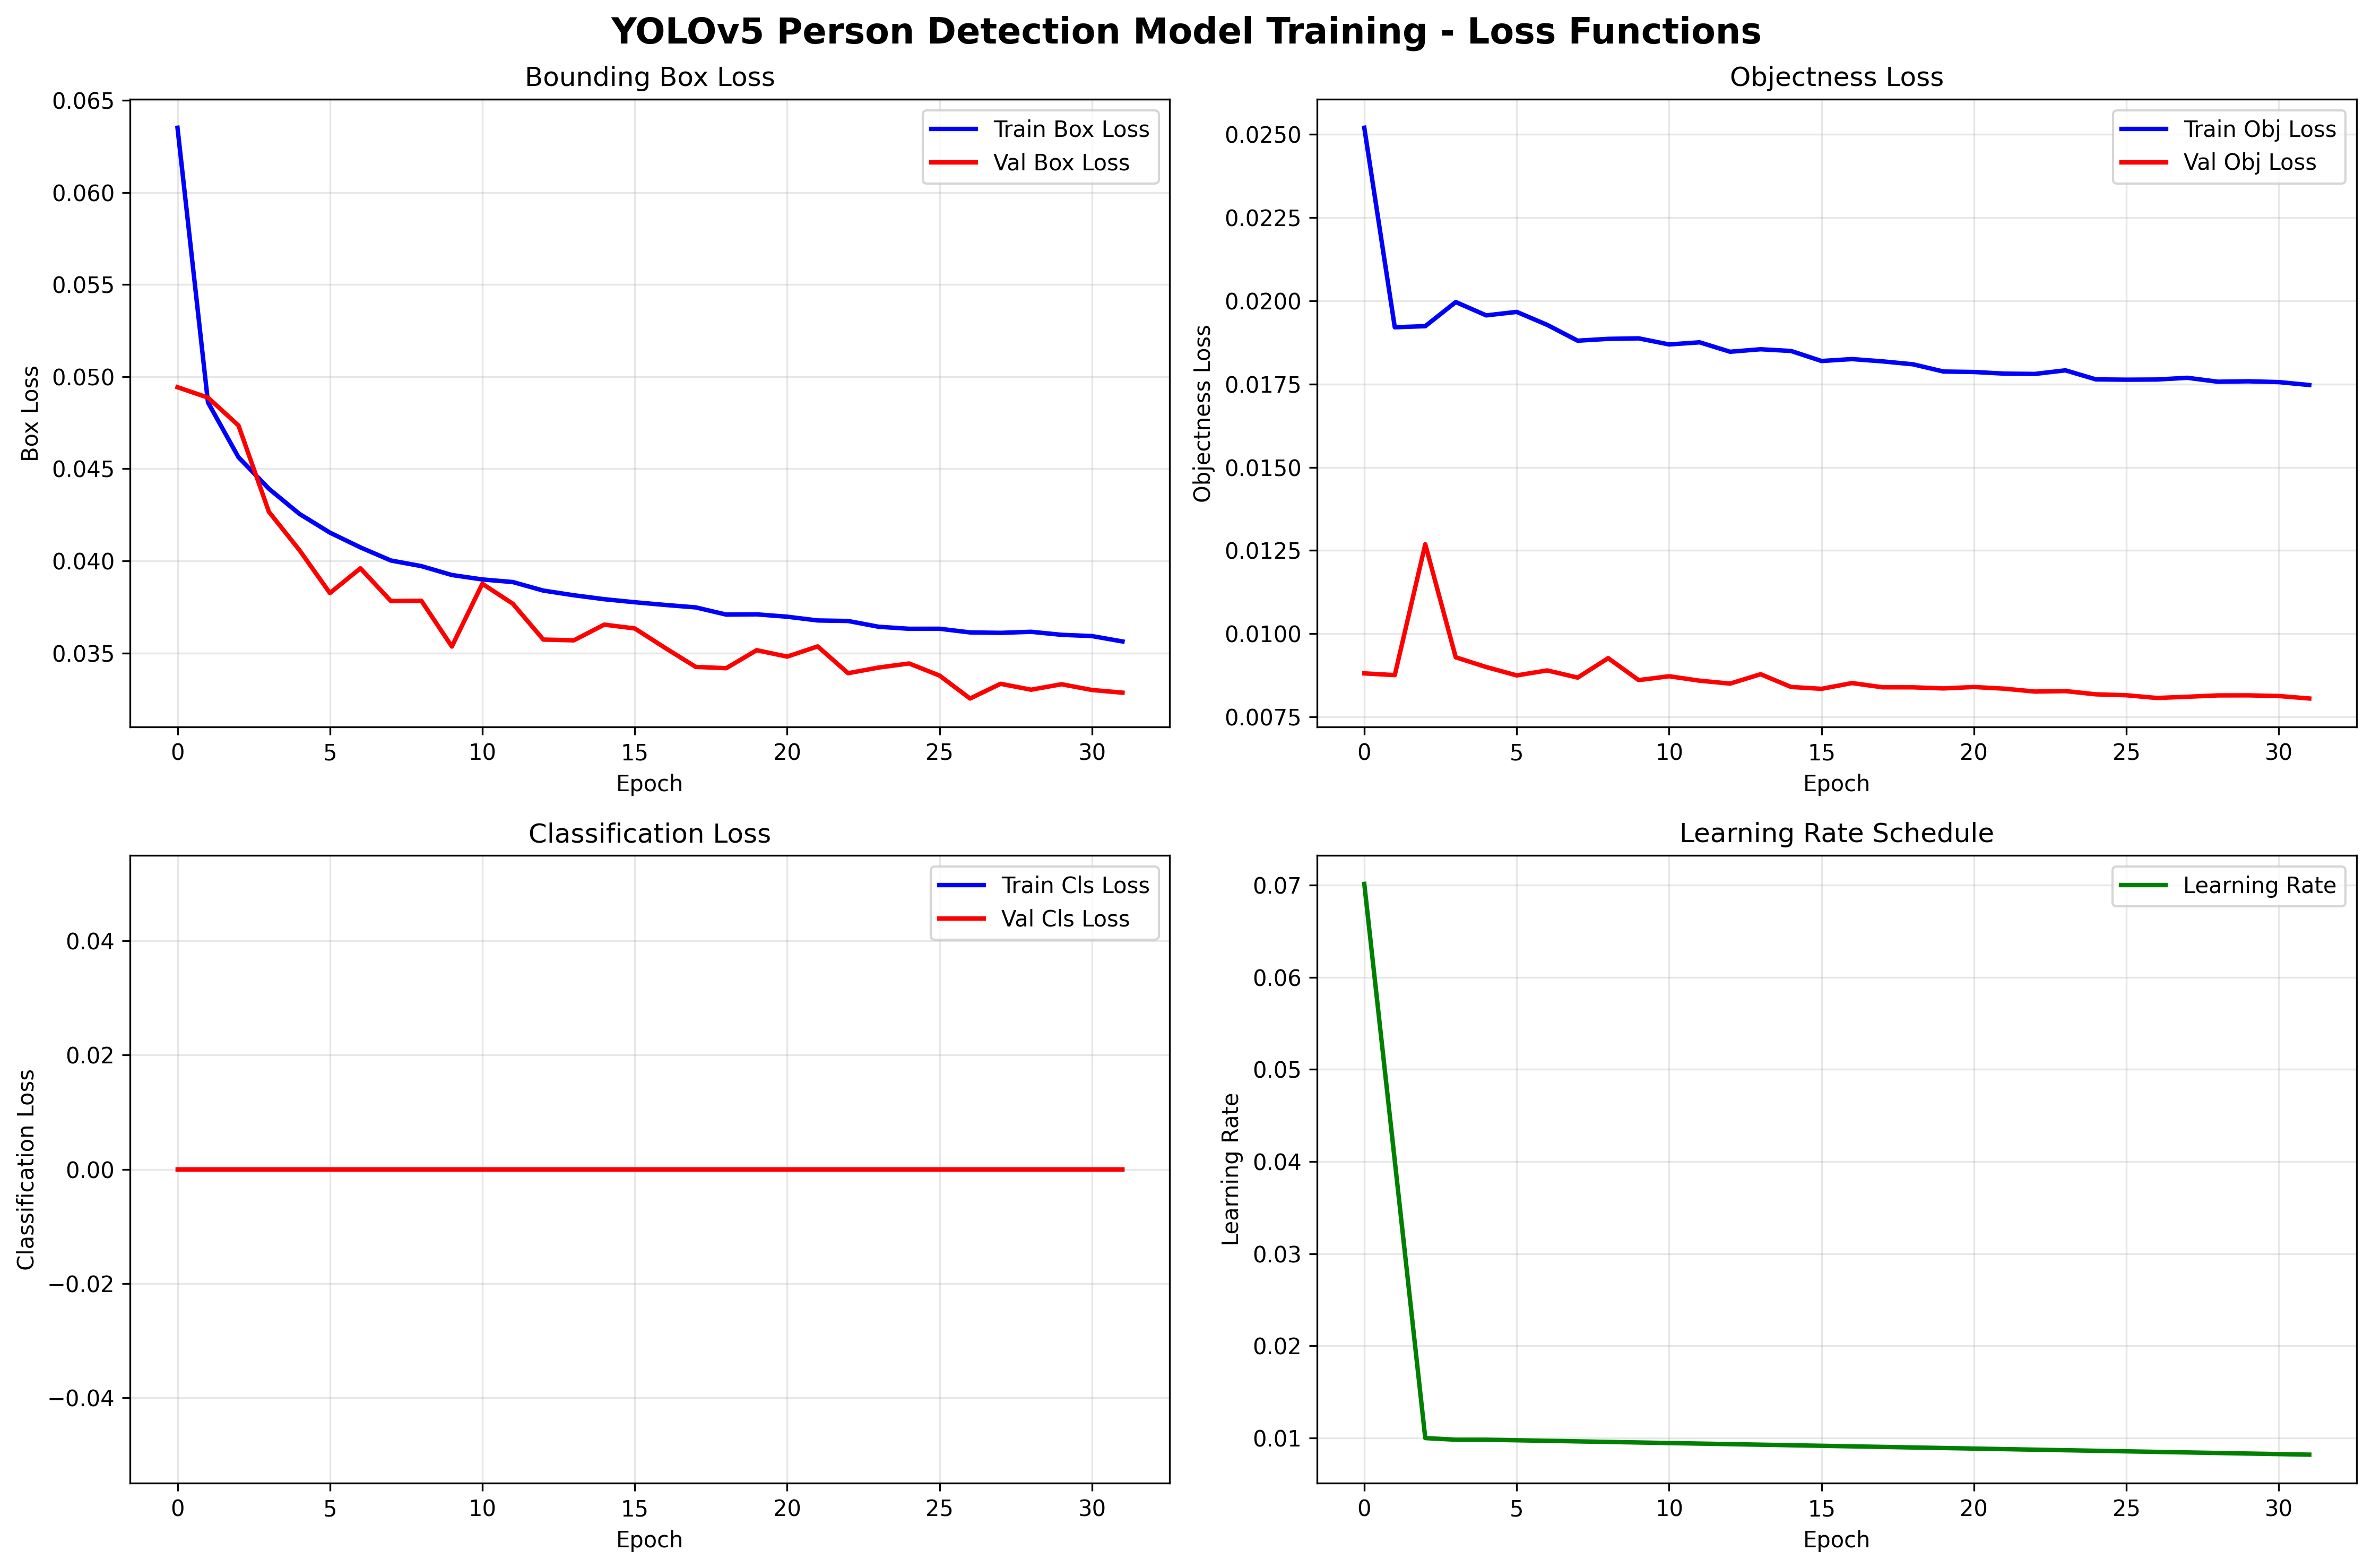 YOLOv5 Person Detection Model Training - Loss Functions
Bounding Box Loss
Box Loss
0.065
0.060
0.055
0.050
0.045
0.040
0.035
Train Box Loss
Val Box Loss
0 5 10 15 20 25 30
Epoch
Objectness Loss
Objectness Loss
0.0250
0.0225
0.0200
0.0175
0.0150
0.0125
0.0100
0.0075
Train Obj Loss
Val Obj Loss
0 5 10 15 20 25 30
Epoch
Classification Loss
Classification Loss
0.04
0.02
0.00
−0.02
−0.04
Train Cls Loss
Val Cls Loss
0 5 10 15 20 25 30
Epoch
Learning Rate Schedule
Learning Rate
0.07
0.06
0.05
0.04
0.03
0.02
0.01
Learning Rate
0 5 10 15 20 25 30
Epoch